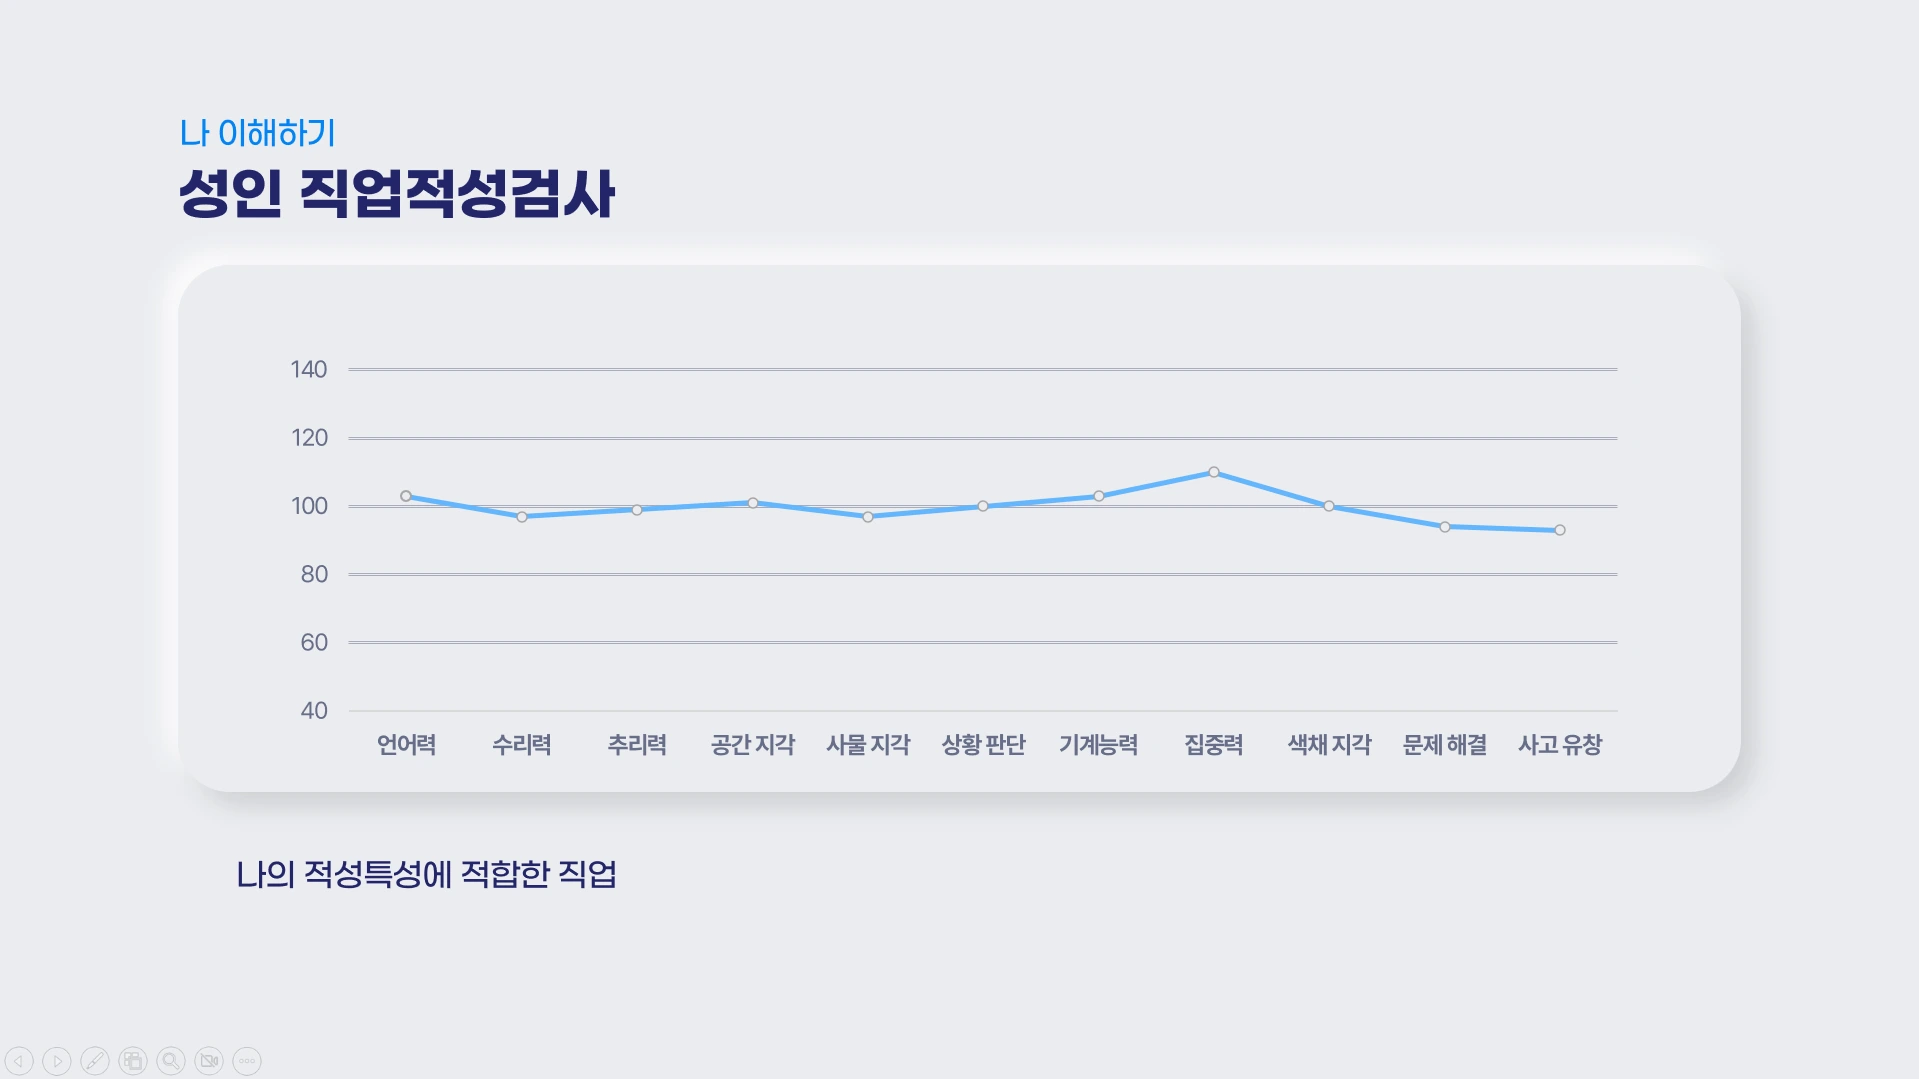 나 이해하기
성인 직업적성검사
140
120
100
80
60
40
언어력 수리력 추리력 공간 지각 사물 지각 상황 판단 기계능력 집중력 색채 지각 문제 해결 사고 유창
나의 적성특성에 적합한 직업